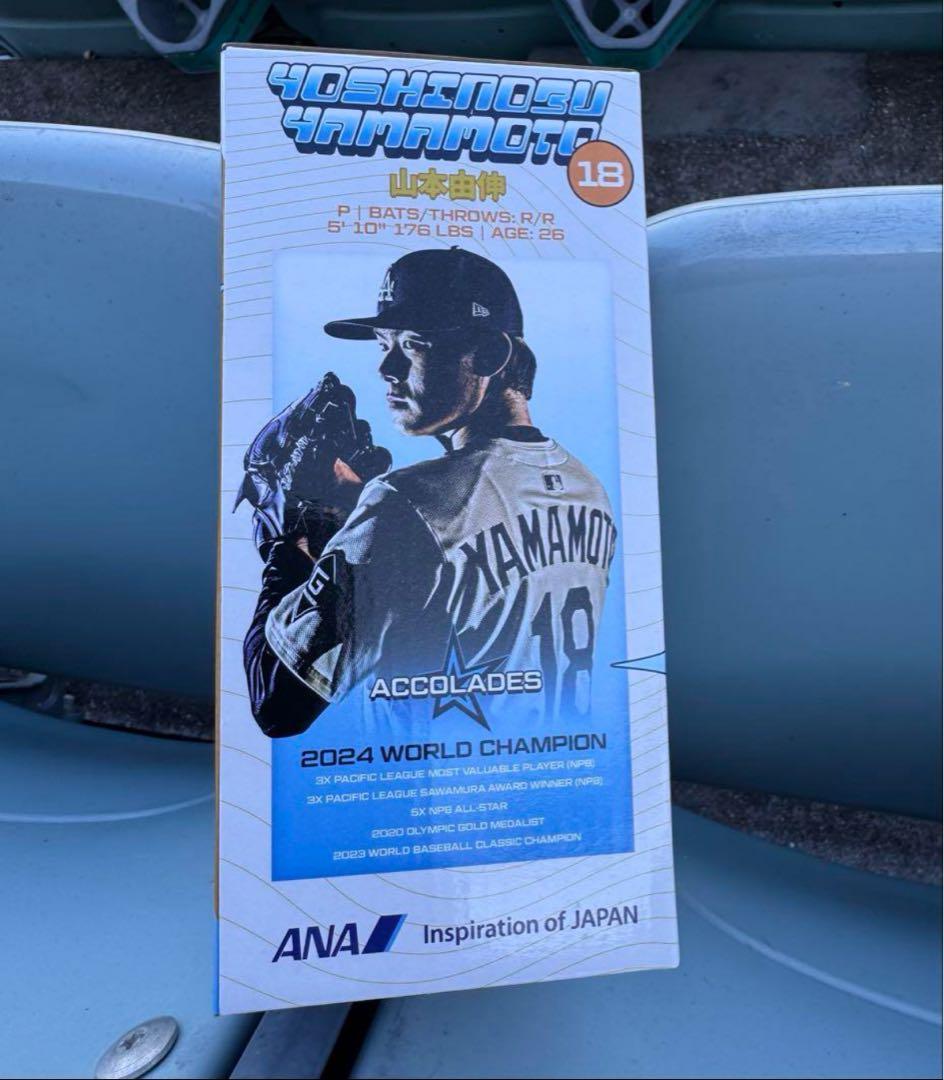 YOSHINOBU
YAMAMOTO
18
山本由伸
P | BATS/THROWS: R/R
5' 10" 176 LBS | AGE: 26
LA
YAMAMOTO
18
ACCOLADES
2024 WORLD CHAMPION
3X PACIFIC LEAGUE MOST VALUABLE PLAYER (NPB)
3X PACIFIC LEAGUE SAWAMURA AWARD WINNER (NPB)
5X NPB ALL-STAR
2020 OLYMPIC GOLD MEDALIST
2023 WORLD BASEBALL CLASSIC CHAMPION
ANA Inspiration of JAPAN